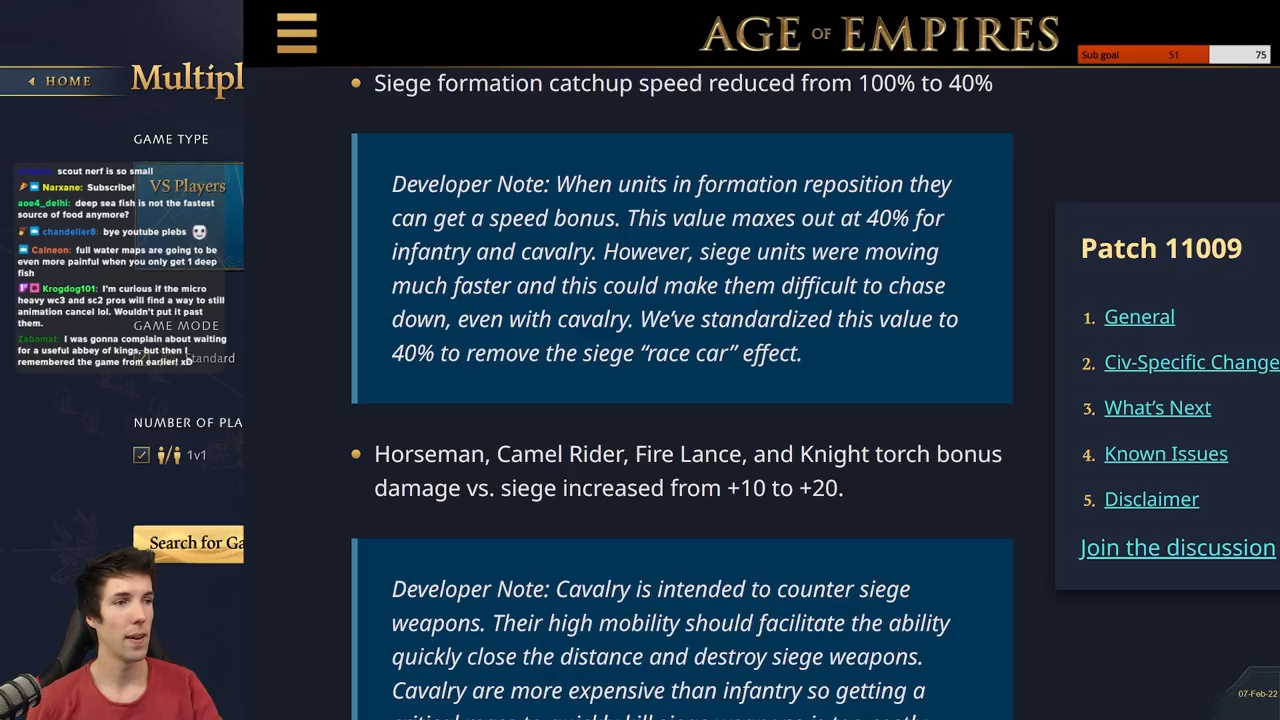 AGE OF EMPIRES
Sub goal 51 75
HOME
Multipl
GAME TYPE
VS Players
scout nerf is so small
Narxane: Subscribe!
aoe4_delhi: deep sea fish is not the fastest
source of food anymore?
chandelier8: bye youtube plebs
Calneon: full water maps are going to be
even more painful when you only get 1 deep
fish
Krogdog101: I'm curious if the micro
heavy wc3 and sc2 pros will find a way to still
animation cancel lol. Wouldn't put it past
them.
Zabamat: I was gonna complain about waiting
for a useful abbey of kings, but then I
remembered the game from earlier! xD
GAME MODE
Standard
NUMBER OF PLA
1v1
Search for Ga
Siege formation catchup speed reduced from 100% to 40%
Developer Note: When units in formation reposition they
can get a speed bonus. This value maxes out at 40% for
infantry and cavalry. However, siege units were moving
much faster and this could make them difficult to chase
down, even with cavalry. We’ve standardized this value to
40% to remove the siege “race car” effect.
Horseman, Camel Rider, Fire Lance, and Knight torch bonus
damage vs. siege increased from +10 to +20.
Developer Note: Cavalry is intended to counter siege
weapons. Their high mobility should facilitate the ability
quickly close the distance and destroy siege weapons.
Cavalry are more expensive than infantry so getting a
critical mass to quickly kill siege weapons is too costly
Patch 11009
1. General
2. Civ-Specific Change
3. What’s Next
4. Known Issues
5. Disclaimer
Join the discussion
07-Feb-22